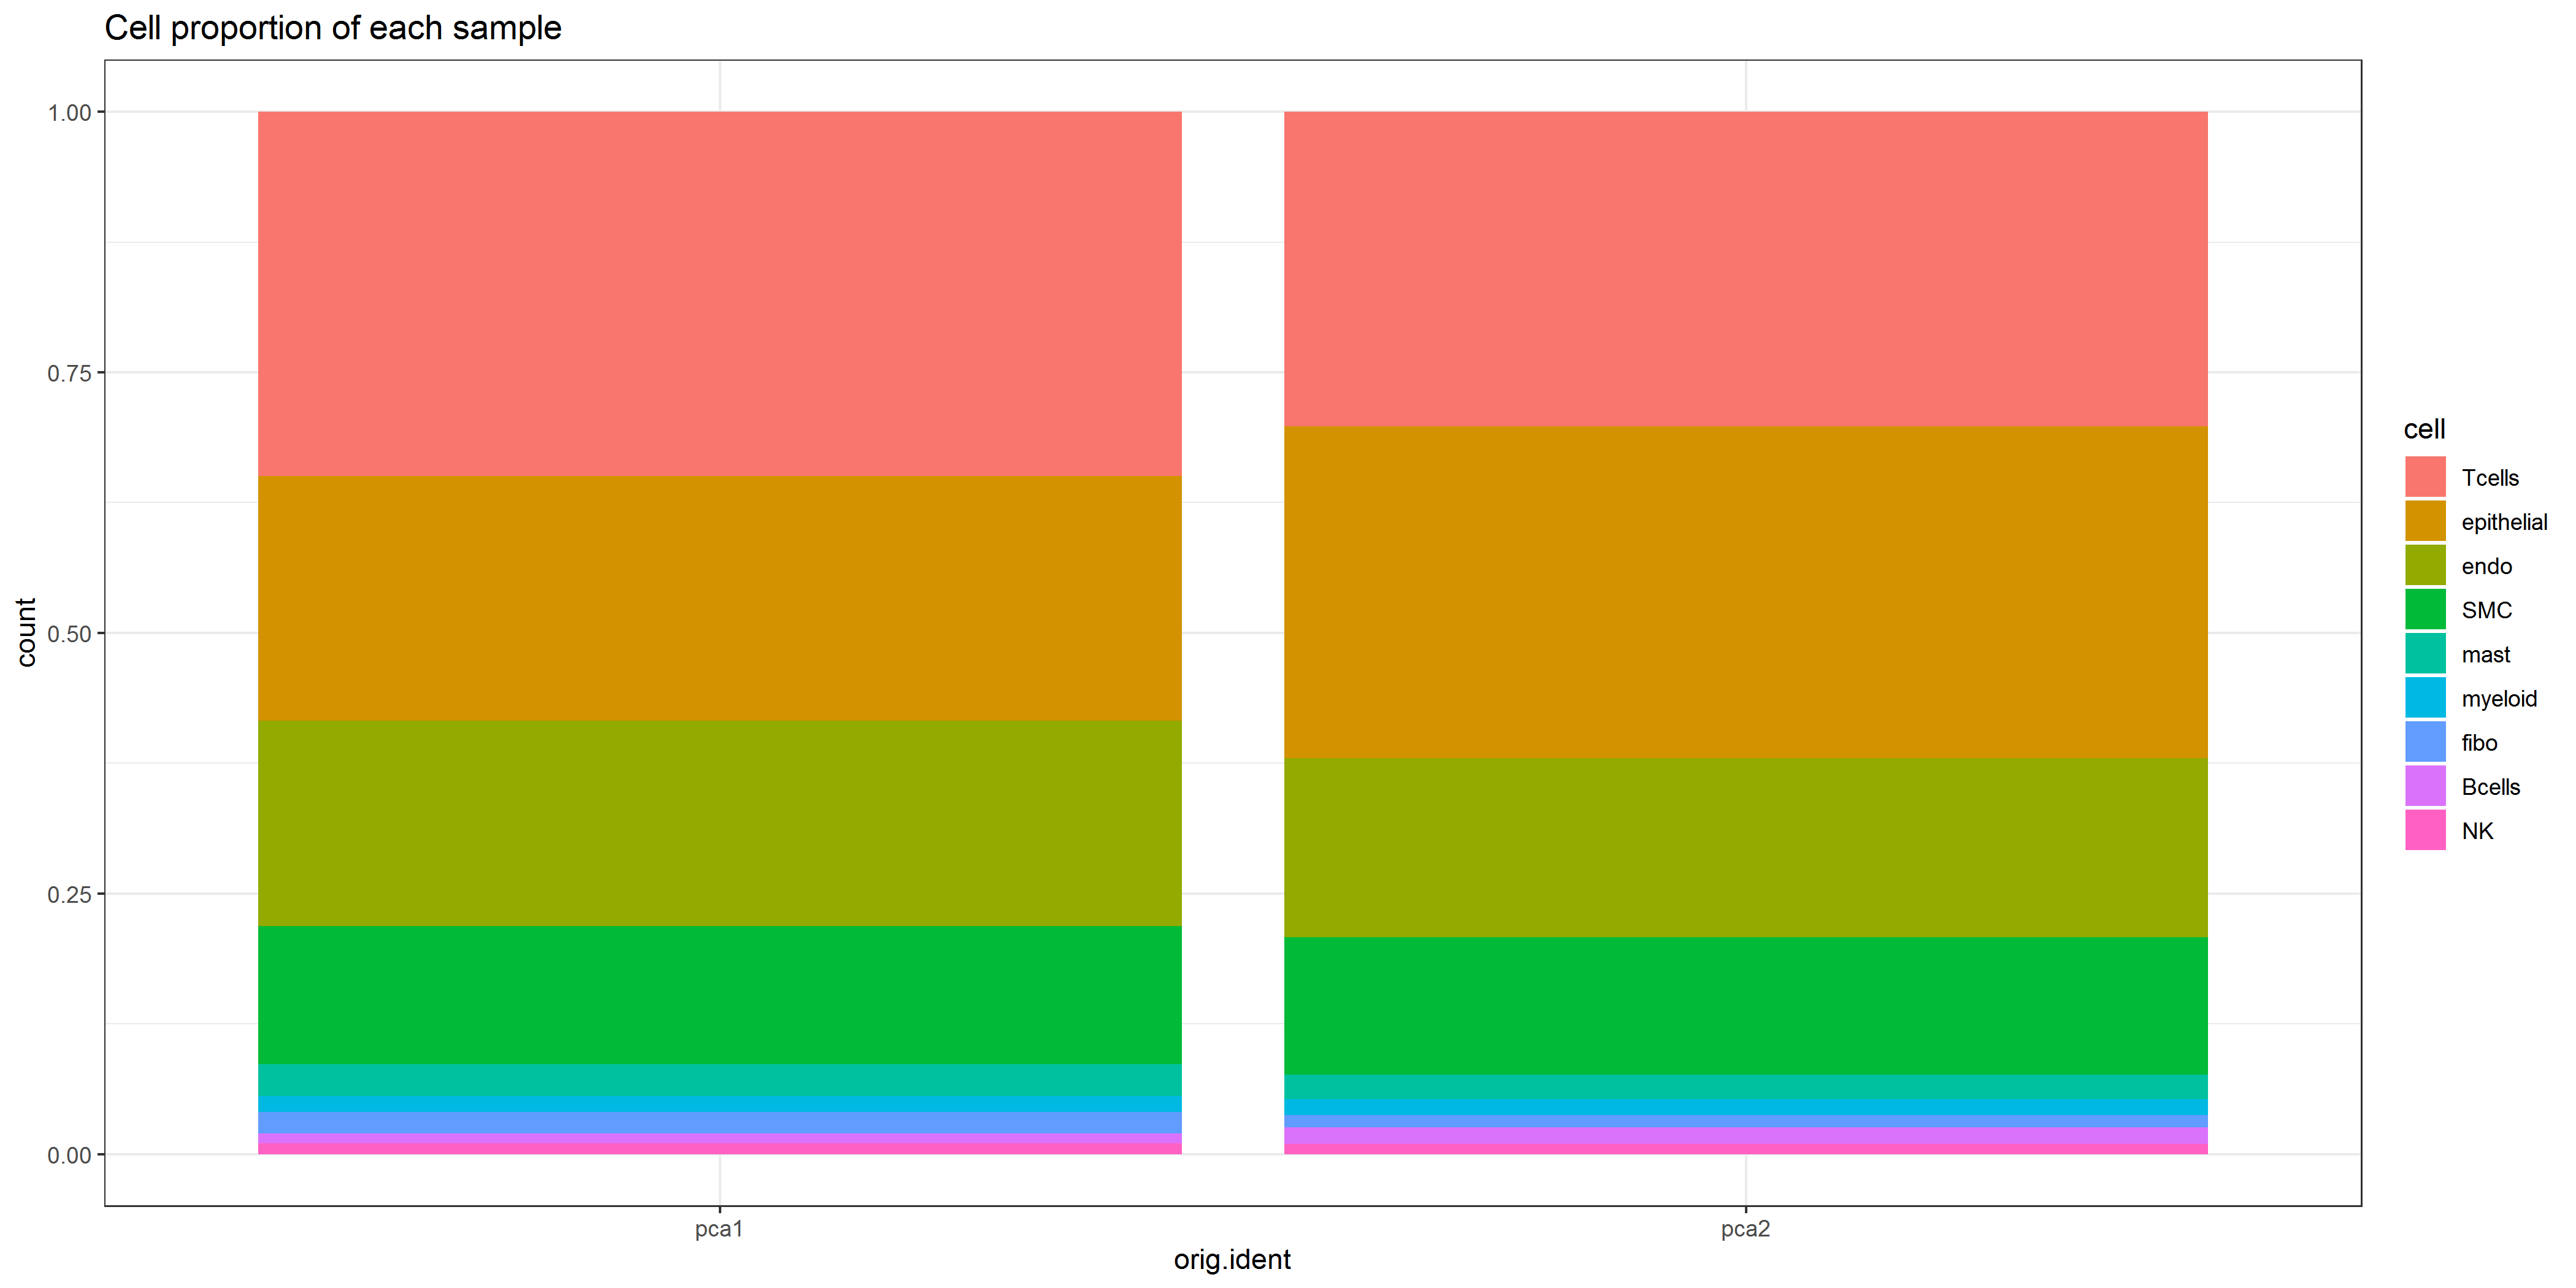 Cell proportion of each sample
1.00
0.75
0.50
0.25
0.00
count
pca1
pca2
orig.ident
cell
Tcells
epithelial
endo
SMC
mast
myeloid
fibo
Bcells
NK